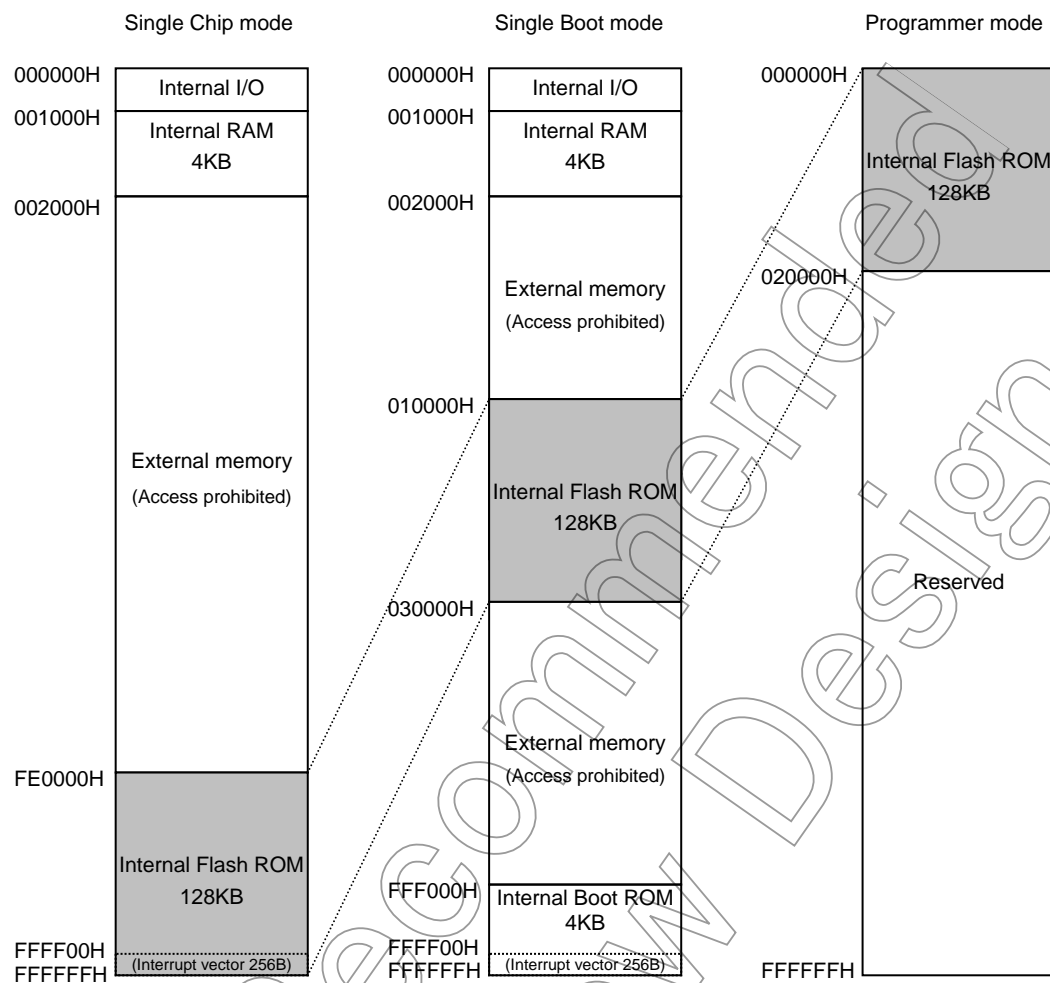 Single Chip mode
000000H
Internal I/O
001000H
Internal RAM
4KB
002000H
External memory
(Access prohibited)
FE0000H
Internal Flash ROM
128KB
FFFF00H
(Interrupt vector 256B)
FFFFFFH
Single Boot mode
000000H
Internal I/O
001000H
Internal RAM
4KB
002000H
External memory
(Access prohibited)
010000H
Internal Flash ROM
128KB
030000H
External memory
(Access prohibited)
FFF000H
Internal Boot ROM
4KB
FFFF00H
(Interrupt vector 256B)
FFFFFFH
Programmer mode
000000H
Internal Flash ROM
128KB
020000H
Reserved
FFFFFFH
ecommended
w Design